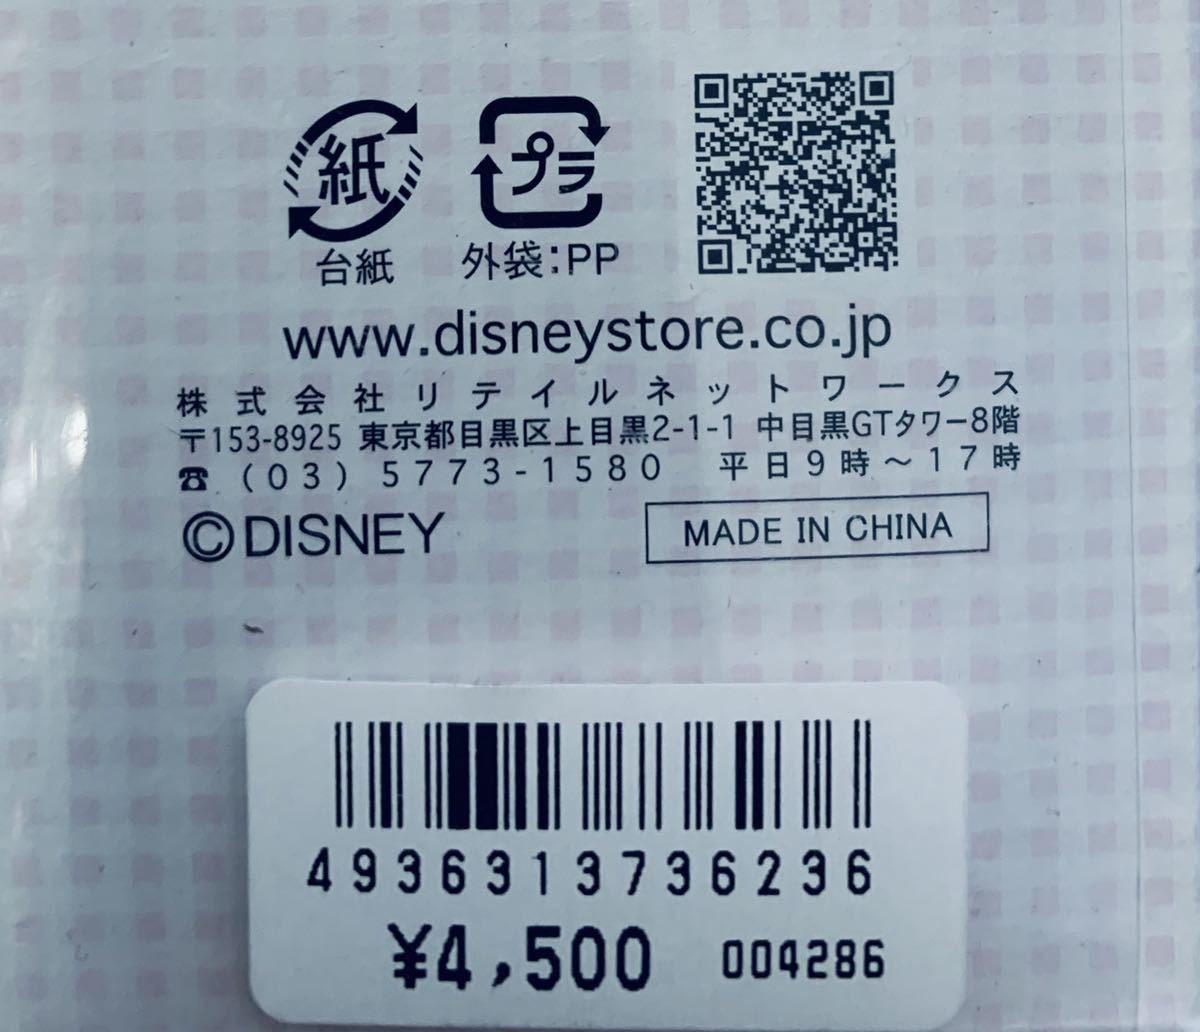 紙 プラ
台紙 外袋:PP
www.disneystore.co.jp
株式会社リテイルネットワークス
〒153-8925 東京都目黒区上目黒2-1-1 中目黒GTタワー8階
☎(03)5773-1580 平日9時～17時
©DISNEY MADE IN CHINA
4936313736236
¥4,500 004286